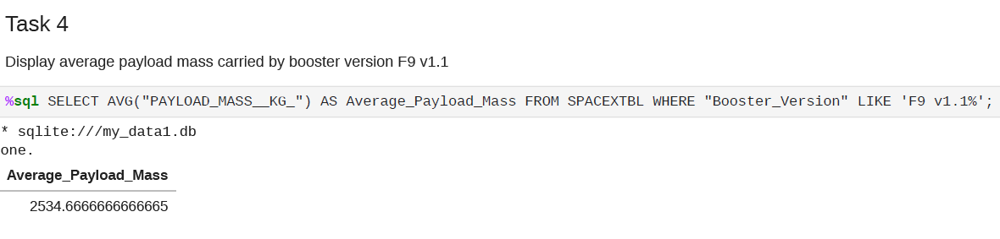 Task 4
Display average payload mass carried by booster version F9 v1.1
%sql SELECT AVG("PAYLOAD_MASS__KG_") AS Average_Payload_Mass FROM SPACEXTBL WHERE "Booster_Version" LIKE 'F9 v1.1%';
* sqlite:///my_data1.db
one.
Average_Payload_Mass
2534.6666666666665